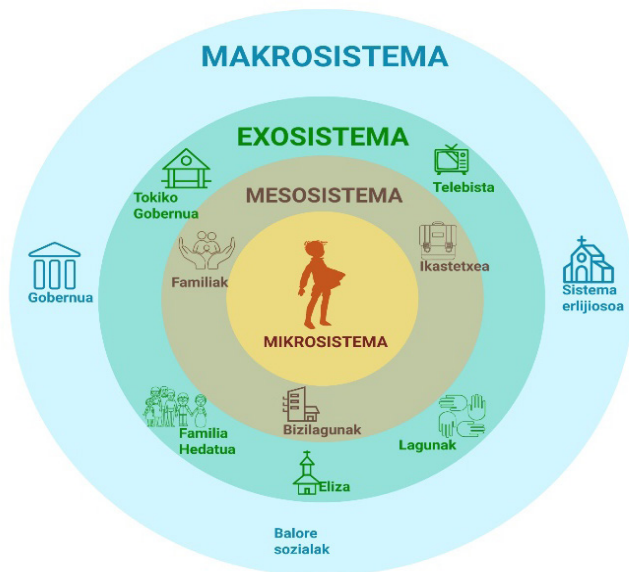 MAKROSISTEMA
EXOSISTEMA
Tokiko
Gobernua
Telebista
MESOSISTEMA
Familiak
Ikastetxea
Gobernua
Sistema
erlijiosoa
MIKROSISTEMA
Familia
Hedatua
Bizilagunak
Lagunak
Eliza
Balore
sozialak